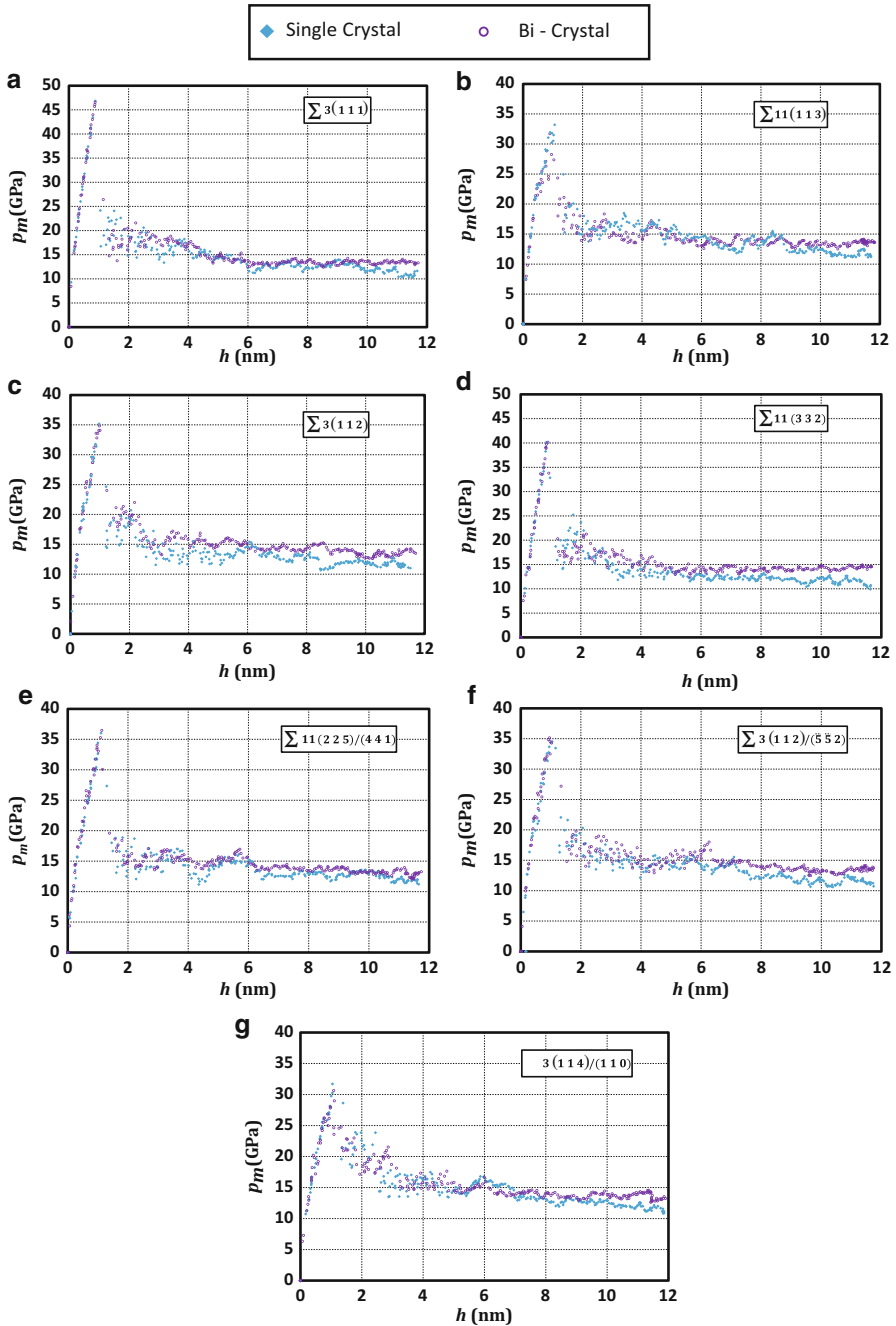 Single Crystal Bi - Crystal
a
50
45
40
35
30
25
20
15
10
5
0
p_m(GPa)
∑ 3(1 1 1)
0 2 4 6 8 10 12
h (nm)
b
40
35
30
25
20
15
10
5
0
p_m(GPa)
∑ 11(1 1 3)
0 2 4 6 8 10 12
h (nm)
c
40
35
30
25
20
15
10
5
0
p_m(GPa)
∑ 3(1 1 2)
0 2 4 6 8 10 12
h (nm)
d
50
45
40
35
30
25
20
15
10
5
0
p_m(GPa)
∑ 11(3 3 2)
0 2 4 6 8 10 12
h (nm)
e
40
35
30
25
20
15
10
5
0
p_m(GPa)
∑ 11(2 2 5)/(4 4 1)
0 2 4 6 8 10 12
h (nm)
f
40
35
30
25
20
15
10
5
0
p_m(GPa)
∑ 3(1 1 2)/(5 5 2)
0 2 4 6 8 10 12
h (nm)
g
40
35
30
25
20
15
10
5
0
p_m(GPa)
3(1 1 4)/(1 1 0)
0 2 4 6 8 10 12
h (nm)